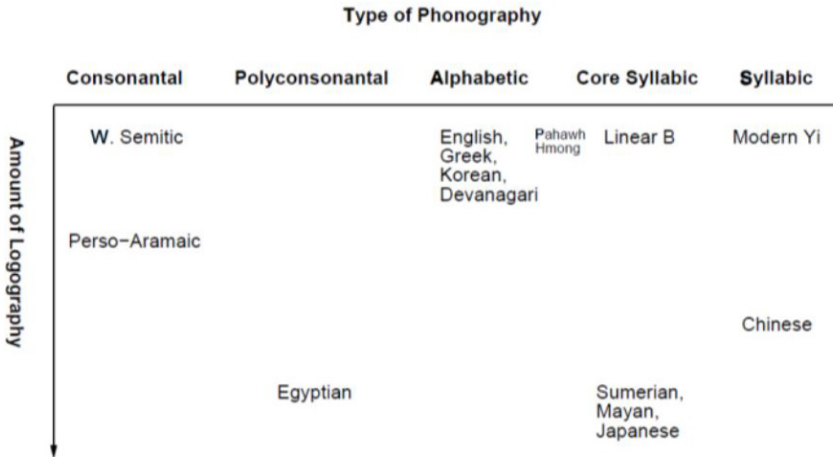 Type of Phonography
Consonantal Polyconsonantal Alphabetic Core Syllabic Syllabic
Amount of Logography
W. Semitic English, Pahawh Linear B Modern Yi
Greek, Hmong
Korean,
Devanagari
Perso-Aramaic
Chinese
Egyptian Sumerian,
Mayan,
Japanese